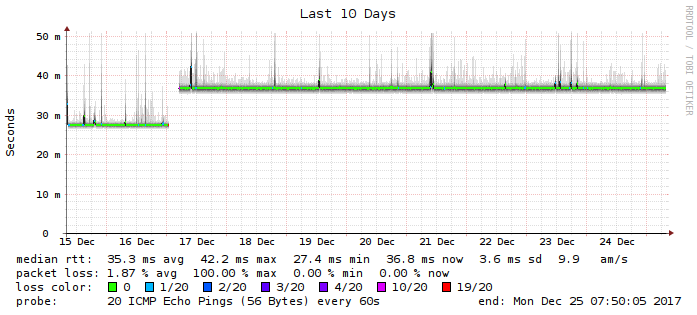 Last 10 Days
RRDTOOL / TOBI OETIKER
Seconds
50 m
40 m
30 m
20 m
10 m
0
15 Dec 16 Dec 17 Dec 18 Dec 19 Dec 20 Dec 21 Dec 22 Dec 23 Dec 24 Dec
median rtt: 35.3 ms avg 42.2 ms max 27.4 ms min 36.8 ms now 3.6 ms sd 9.9 am/s
packet loss: 1.87 % avg 100.00 % max 0.00 % min 0.00 % now
loss color: 0 1/20 2/20 3/20 4/20 10/20 19/20
probe: 20 ICMP Echo Pings (56 Bytes) every 60s end: Mon Dec 25 07:50:05 2017